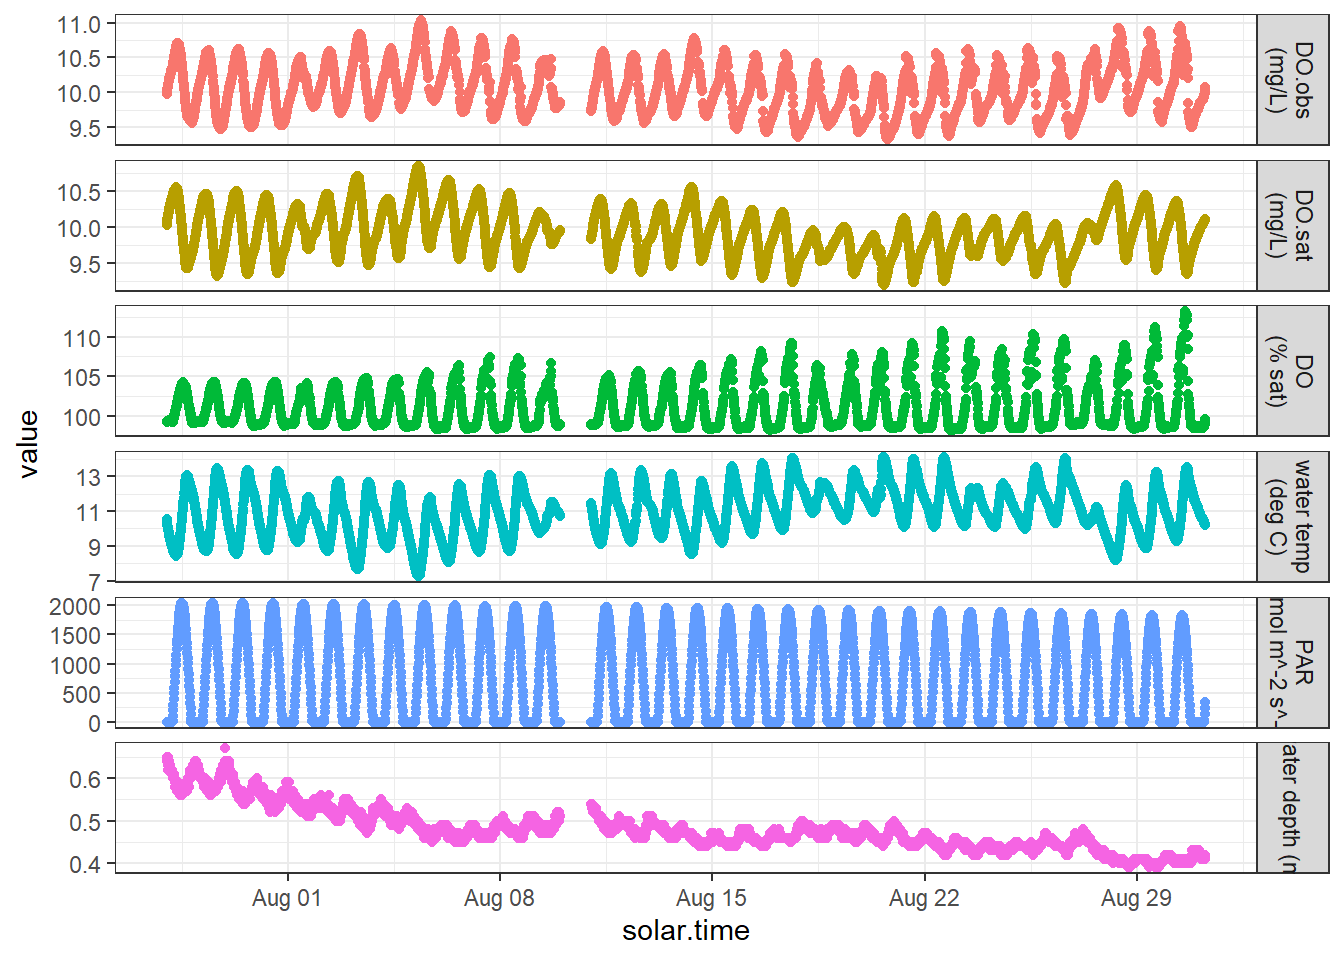 11.0
10.5
10.0
9.5
DO.obs
(mg/L)
10.5
10.0
9.5
DO.sat
(mg/L)
110
105
100
DO
(% sat)
13
11
9
7
water temp
(deg C)
2000
1500
1000
500
0
PAR
mol m^-2 s^-
0.6
0.5
0.4
ater depth (
value
Aug 01
Aug 08
Aug 15
Aug 22
Aug 29
solar.time